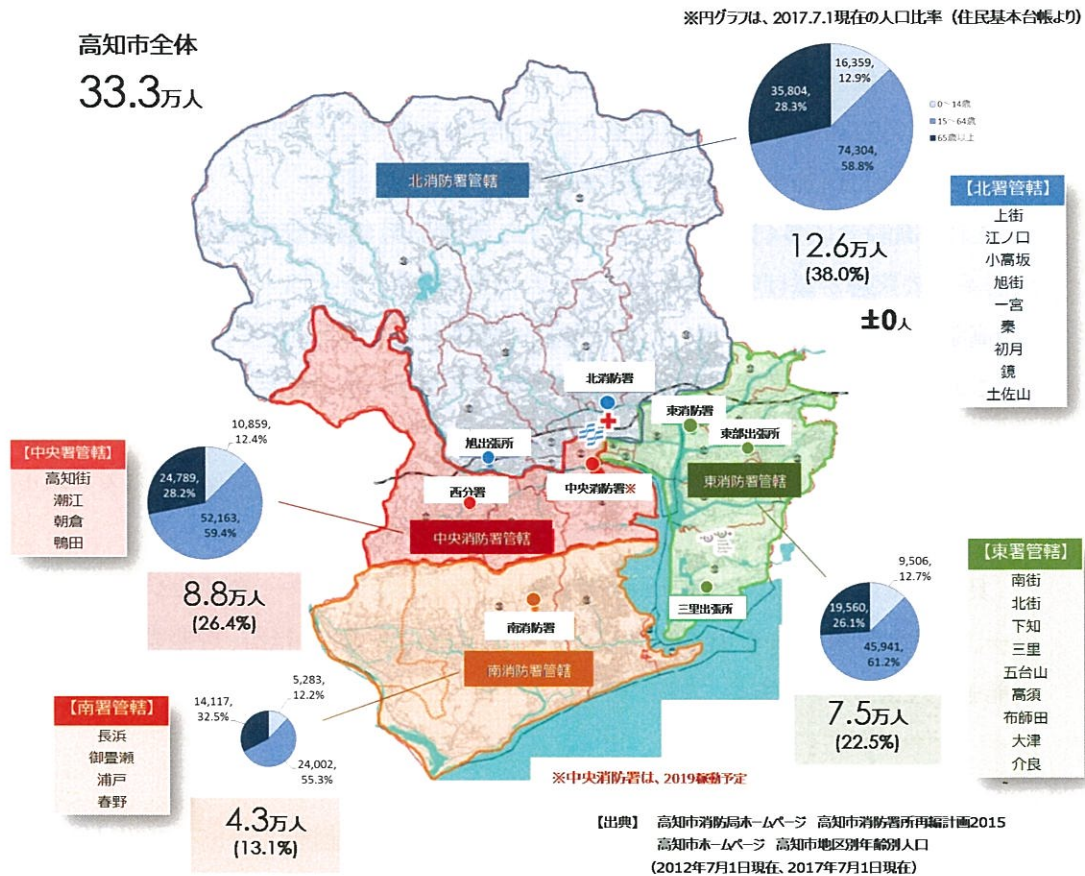 ※円グラフは、2017.7.1現在の人口比率（住民基本台帳より）
高知市全体
33.3万人
35,804,
28.3%
16,359,
12.9%
74,304,
58.8%
0～14歳
15～64歳
65歳以上
北消防署管轄
12.6万人
(38.0%)
±0人
【北署管轄】
上街
江ノ口
小高坂
旭街
一宮
秦
初月
鏡
土佐山
北消防署
東消防署
東部出張所
旭出張所
西分署
中央消防署※
東消防署管轄
中央消防署管轄
三里出張所
南消防署
南消防署管轄
【中央署管轄】
高知街
潮江
朝倉
鴨田
10,859,
12.4%
24,789,
28.2%
52,163,
59.4%
8.8万人
(26.4%)
【南署管轄】
長浜
御畳瀬
浦戸
春野
14,117,
32.5%
5,283,
12.2%
24,002,
55.3%
4.3万人
(13.1%)
9,506,
12.7%
19,560,
26.1%
45,941,
61.2%
7.5万人
(22.5%)
【東署管轄】
南街
北街
下知
三里
五台山
高須
布師田
大津
介良
※中央消防署は、2019稼動予定
【出典】 高知市消防局ホームページ 高知市消防署所再編計画2015
高知市ホームページ 高知市地区別年齢別人口
(2012年7月1日現在、2017年7月1日現在)